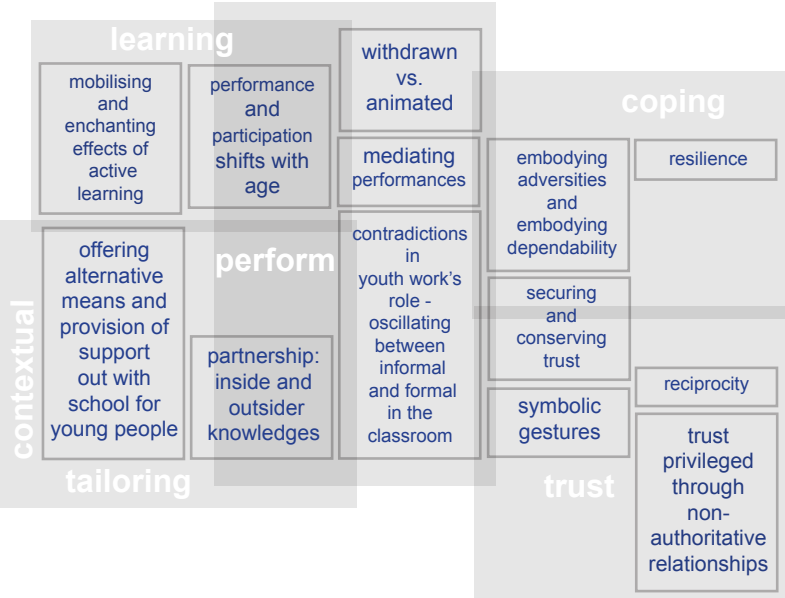 learning
mobilising
and
enchanting
effects of
active
learning
performance
and
participation
shifts with
age
withdrawn
vs.
animated
mediating
performances
coping
embodying
adversities
and
embodying
dependability
resilience
contextual
offering
alternative
means and
provision of
support
out with
school for
young people
tailoring
perform
partnership:
inside and
outsider
knowledges
contradictions
in
youth work's
role -
oscillating
between
informal
and formal
in the
classroom
securing
and
conserving
trust
symbolic
gestures
trust
reciprocity
trust
privileged
through
non-
authoritative
relationships